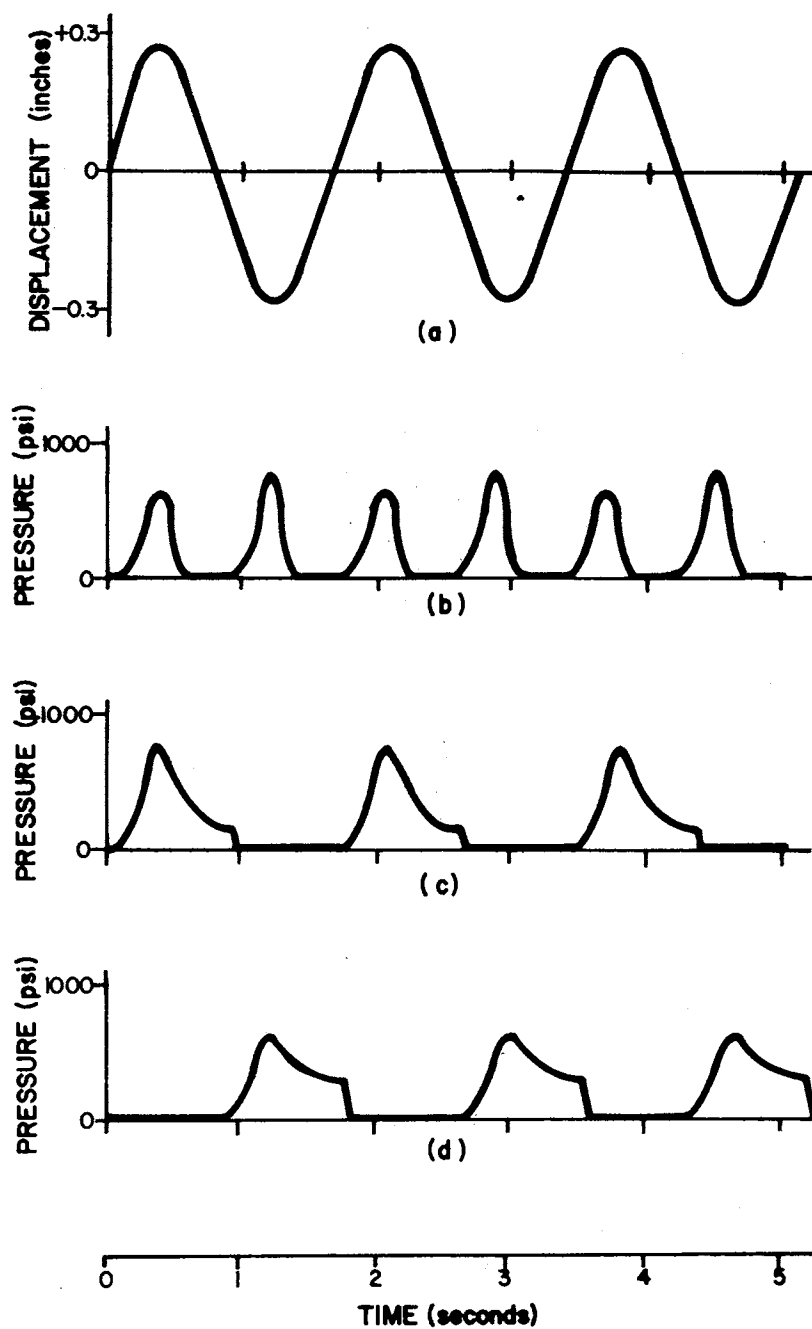 DISPLACEMENT (inches)
+0.3
0
-0.3
(a)
PRESSURE (psi)
1000
0
(b)
PRESSURE (psi)
1000
0
(c)
PRESSURE (psi)
1000
0
(d)
0 1 2 3 4 5
TIME (seconds)